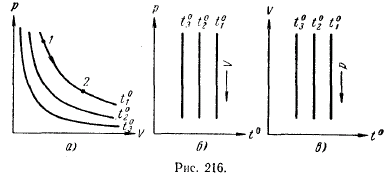 p
1
2
t₁°
t₂°
t₃°
V
а)
p
t₃° t₂° t₁°
V
t°
б)
V
t₃° t₂° t₁°
p
t°
в)
Рис. 216.